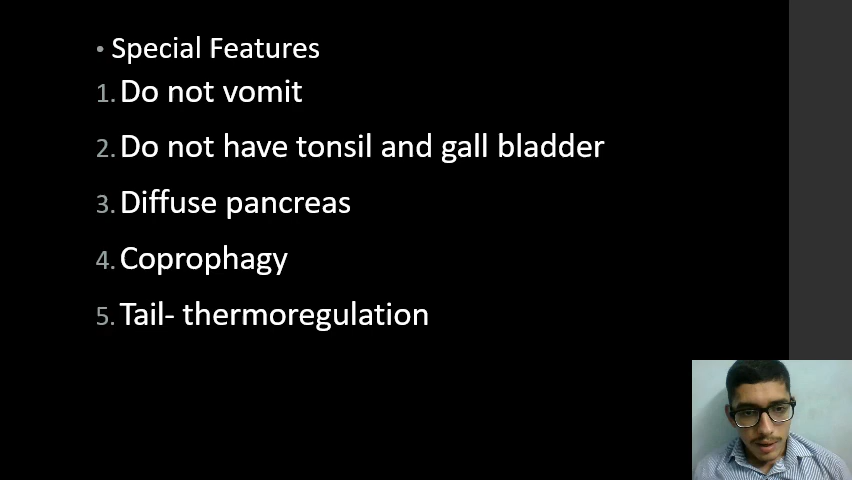 • Special Features
1. Do not vomit
2. Do not have tonsil and gall bladder
3. Diffuse pancreas
4. Coprophagy
5. Tail- thermoregulation